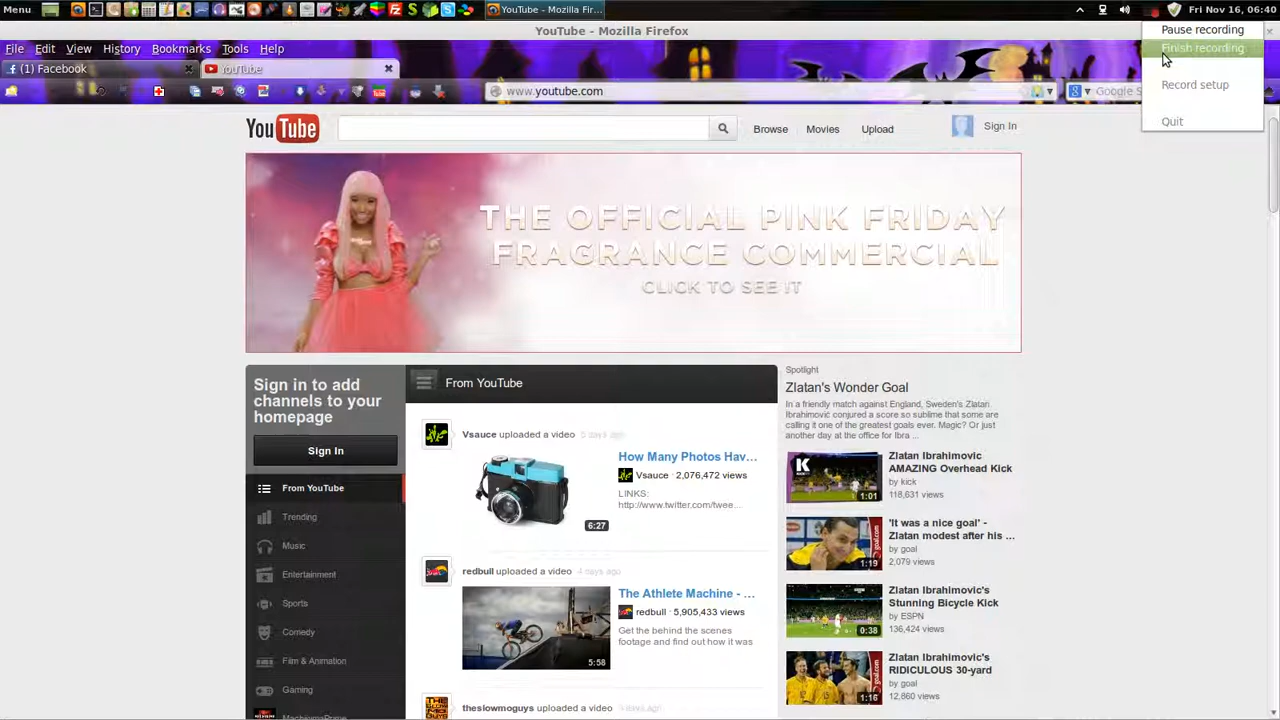 Menu
YouTube - Mozilla Fir...
Fri Nov 16, 06:40
YouTube - Mozilla Firefox
Pause recording
Finish recording
Record setup
Quit
File Edit View History Bookmarks Tools Help
(1) Facebook
YouTube
www.youtube.com
Google S
YouTube
Browse
Movies
Upload
Sign In
THE OFFICIAL PINK FRIDAY
FRAGRANCE COMMERCIAL
CLICK TO SEE IT
Sign in to add
channels to your
homepage
Sign In
From YouTube
Trending
Music
Entertainment
Sports
Comedy
Film & Animation
Gaming
From YouTube
Vsauce uploaded a video 5 days ago
How Many Photos Hav...
Vsauce · 2,076,472 views
LINKS:
http://www.twitter.com/twee...
6:27
redbull uploaded a video 4 days ago
The Athlete Machine - ...
redbull · 5,905,433 views
Get the behind the scenes
footage and find out how it was
5:58
theslowmoguys uploaded a video
Spotlight
Zlatan's Wonder Goal
In a friendly match against England, Sweden's Zlatan
Ibrahimović conjured a score so sublime that some are
calling it one of the greatest goals ever. Magic? Or just
another day at the office for Ibra ...
Zlatan Ibrahimovic
AMAZING Overhead Kick
by kick
118,631 views
1:01
'It was a nice goal' -
Zlatan modest after his ...
by goal
2,079 views
1:19
Zlatan Ibrahimovic's
Stunning Bicycle Kick
by ESPN
136,424 views
0:38
Zlatan Ibrahimovic's
RIDICULOUS 30-yard
by goal
12,860 views
1:16